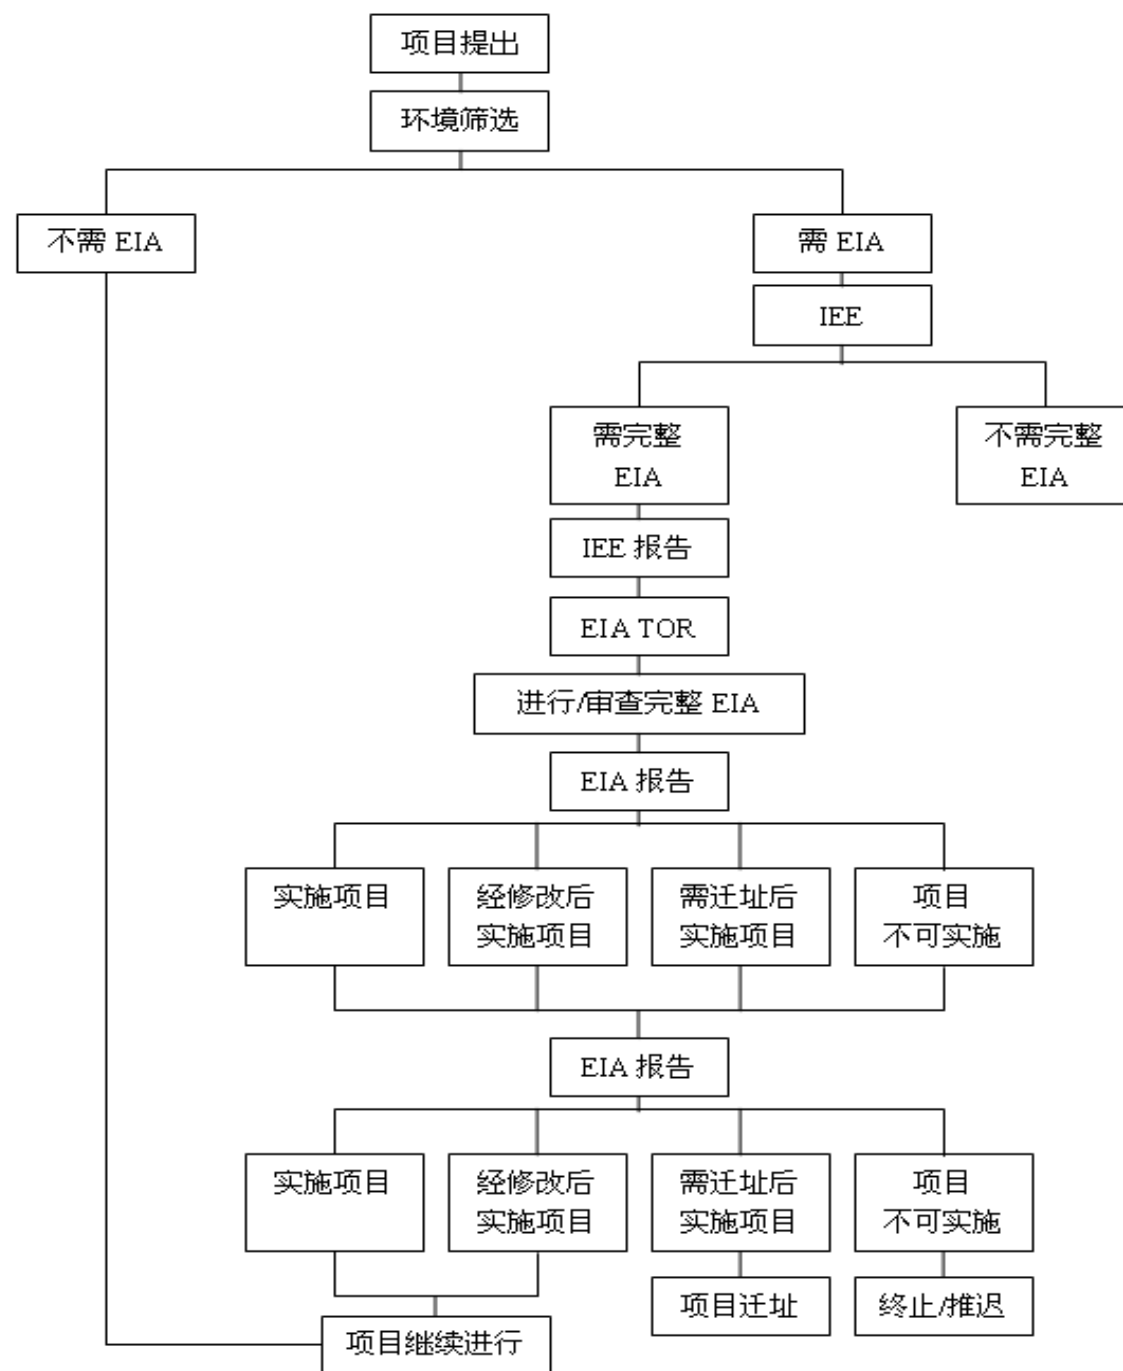 项目提出
环境筛选
不需 EIA
需 EIA
IEE
需完整
EIA
不需完整
EIA
IEE 报告
EIA TOR
进行/审查完整 EIA
EIA 报告
实施项目
经修改后
实施项目
需迁址后
实施项目
项目
不可实施
EIA 报告
实施项目
经修改后
实施项目
需迁址后
实施项目
项目
不可实施
项目迁址
终止/推迟
项目继续进行